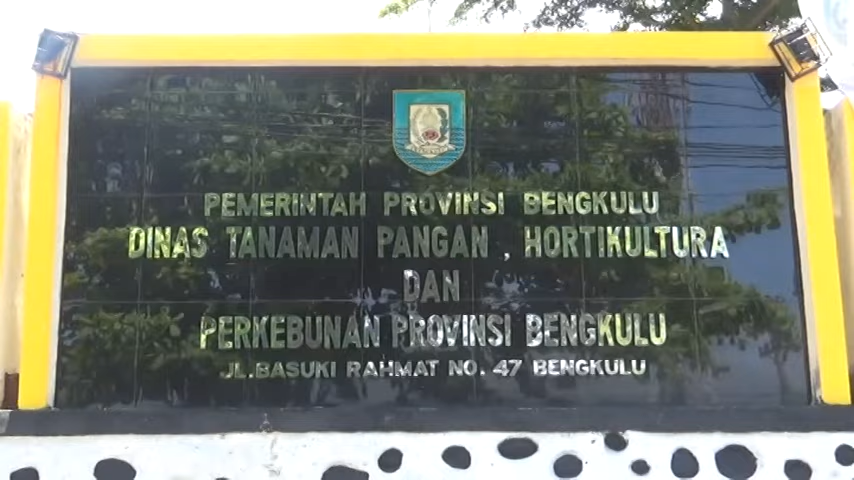 PEMERINTAH PROVINSI BENGKULU
DINAS TANAMAN PANGAN , HORTIKULTURA
DAN
PERKEBUNAN PROVINSI BENGKULU
JL.BASUKI RAHMAT NO. 47 BENGKULU